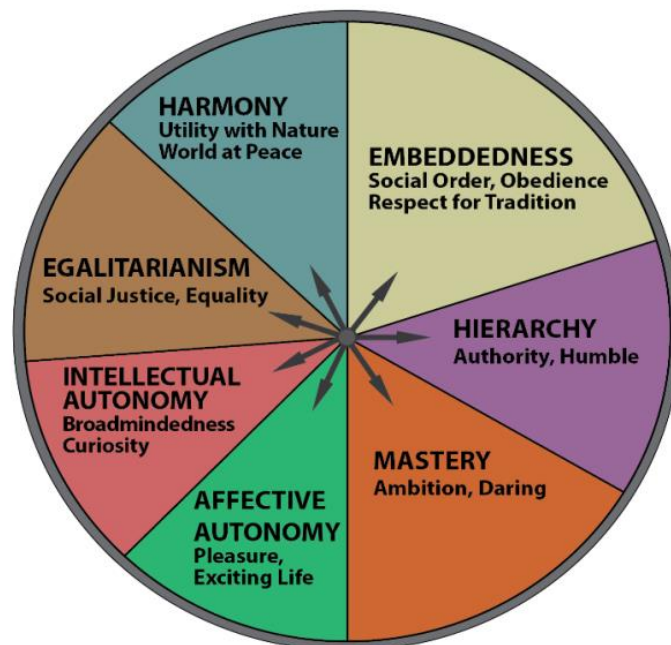 HARMONY
Utility with Nature
World at Peace
EMBEDDEDNESS
Social Order, Obedience
Respect for Tradition
HIERARCHY
Authority, Humble
MASTERY
Ambition, Daring
AFFECTIVE
AUTONOMY
Pleasure,
Exciting Life
INTELLECTUAL
AUTONOMY
Broadmindedness
Curiosity
EGALITARIANISM
Social Justice, Equality